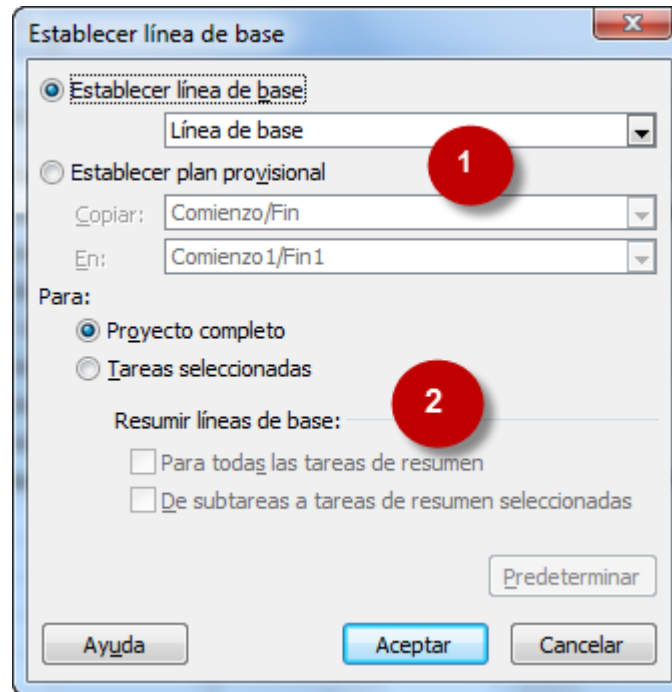 Establecer línea de base
Establecer línea de base
Línea de base
1
Establecer plan provisional
Copiar: Comienzo/Fin
En: Comienzo1/Fin1
Para:
Proyecto completo
Tareas seleccionadas
2
Resumir líneas de base:
Para todas las tareas de resumen
De subtareas a tareas de resumen seleccionadas
Predeterminar
Ayuda Aceptar Cancelar